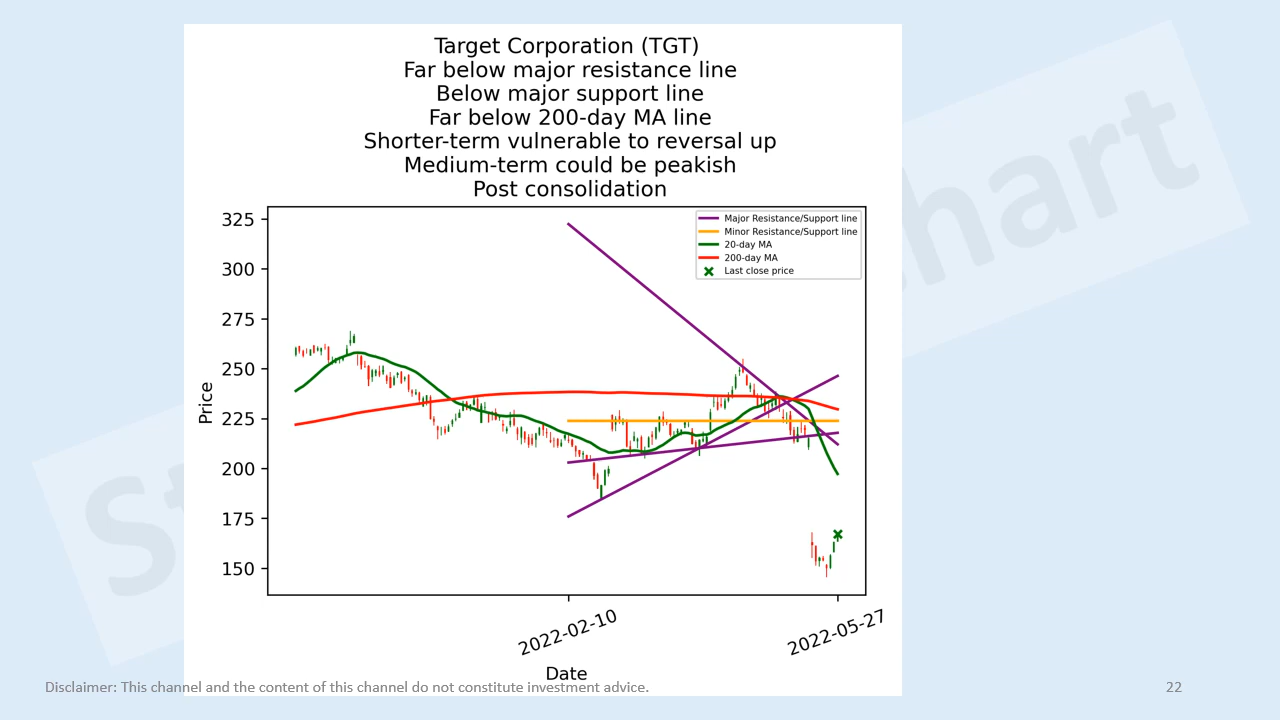 Target Corporation (TGT)
Far below major resistance line
Below major support line
Far below 200-day MA line
Shorter-term vulnerable to reversal up
Medium-term could be peakish
Post consolidation
325
300
275
250
225
200
175
150
Price
Major Resistance/Support line
Minor Resistance/Support line
20-day MA
200-day MA
Last close price
2022-02-10
2022-05-27
Date
Disclaimer: This channel and the content of this channel do not constitute investment advice.
22
St
hart